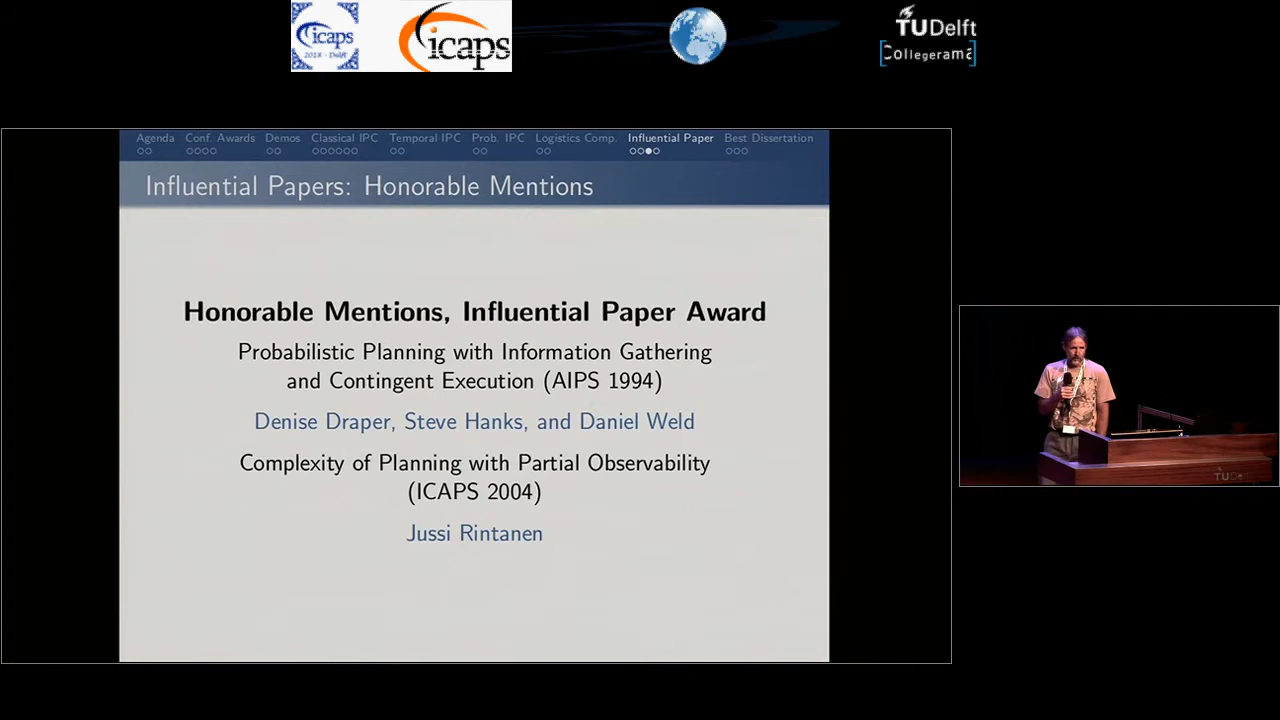 icaps
2018 - Delft
icaps
TUDelft
Collegerama
Agenda Conf. Awards Demos Classical IPC Temporal IPC Prob. IPC Logistics Comp. Influential Paper Best Dissertation
Influential Papers: Honorable Mentions
Honorable Mentions, Influential Paper Award
Probabilistic Planning with Information Gathering
and Contingent Execution (AIPS 1994)
Denise Draper, Steve Hanks, and Daniel Weld
Complexity of Planning with Partial Observability
(ICAPS 2004)
Jussi Rintanen